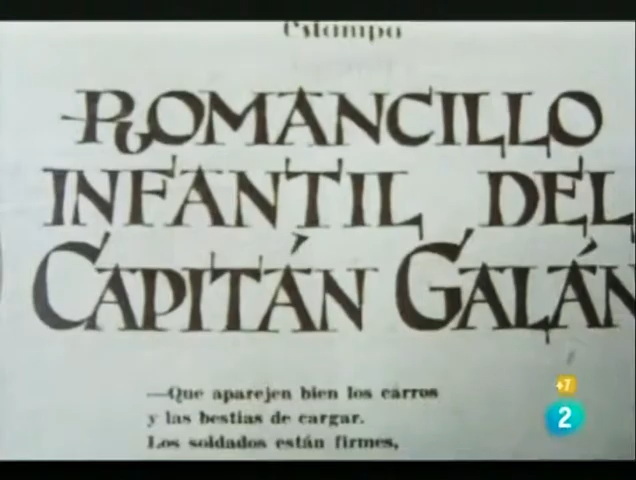 Estampa
ROMANCILLO
INFANTIL DEL
CAPITÁN GALÁN
—Que aparejen bien los carros
y las bestias de cargar.
Los soldados están firmes,
+7
2